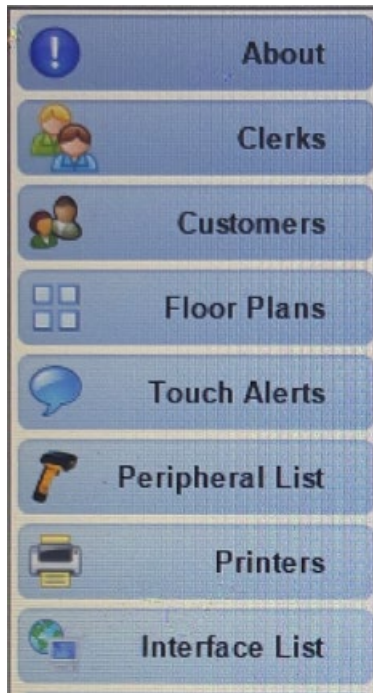 About
Clerks
Customers
Floor Plans
Touch Alerts
Peripheral List
Printers
Interface List